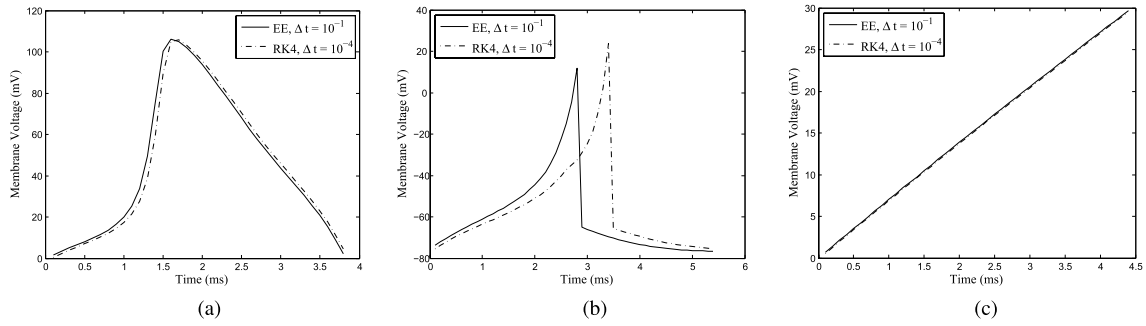 120
100
80
60
40
20
0
Membrane Voltage (mV)
EE, Δ t = 10⁻¹
RK4, Δ t = 10⁻⁴
0 0.5 1 1.5 2 2.5 3 3.5 4
Time (ms)
(a)
40
20
0
−20
−40
−60
−80
Membrane Voltage (mV)
EE, Δ t = 10⁻¹
RK4, Δ t = 10⁻⁴
0 1 2 3 4 5 6
Time (ms)
(b)
30
25
20
15
10
5
0
Membrane Voltage (mV)
EE, Δ t = 10⁻¹
RK4, Δ t = 10⁻⁴
0 0.5 1 1.5 2 2.5 3 3.5 4 4.5
Time (ms)
(c)